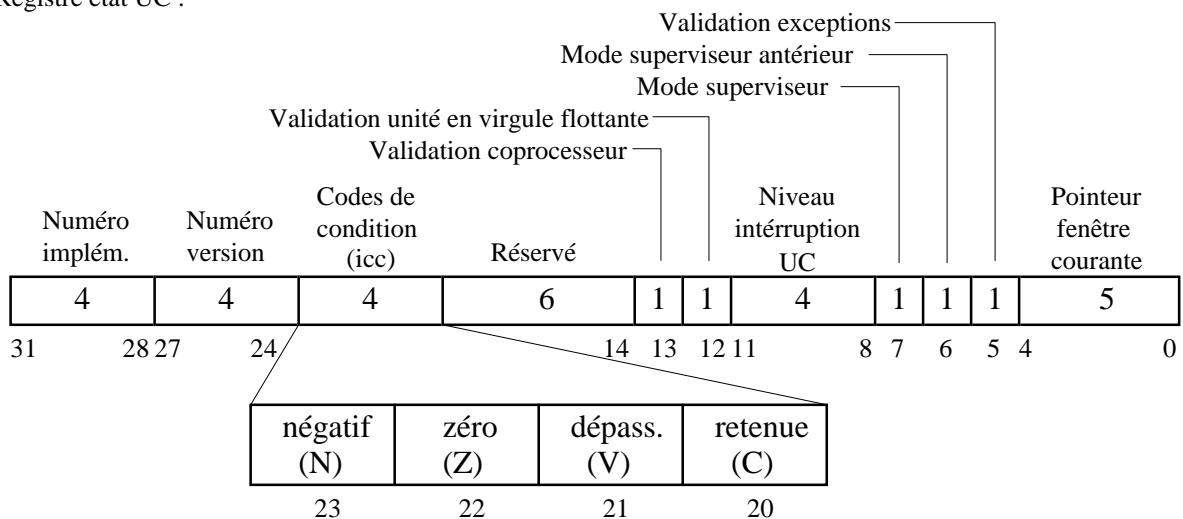 Registre état UC :
Validation exceptions
Mode superviseur antérieur
Mode superviseur
Validation unité en virgule flottante
Validation coprocesseur
Numéro
implém.
Numéro
version
Codes de
condition
(icc)
Réservé
Niveau
intérruption
UC
Pointeur
fenêtre
courante
4 4 4 6 1 1 4 1 1 1 5
31 28 27 24 14 13 12 11 8 7 6 5 4 0
négatif
(N)
zéro
(Z)
dépass.
(V)
retenue
(C)
23 22 21 20